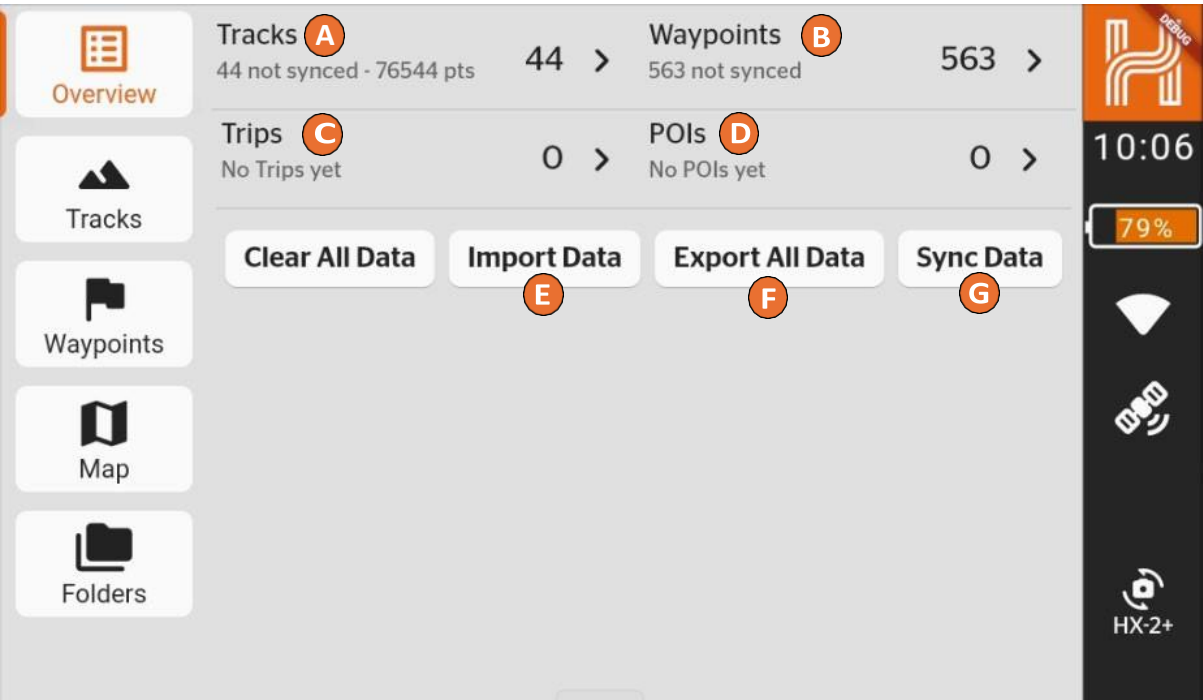 Overview
Tracks
Waypoints
Map
Folders
Tracks A
44 not synced - 76544 pts
44
Waypoints B
563 not synced
563
Trips C
No Trips yet
0
POIs D
No POIs yet
0
Clear All Data
Import Data
E
Export All Data
F
Sync Data
G
DEBUG
10:06
79%
HX-2+